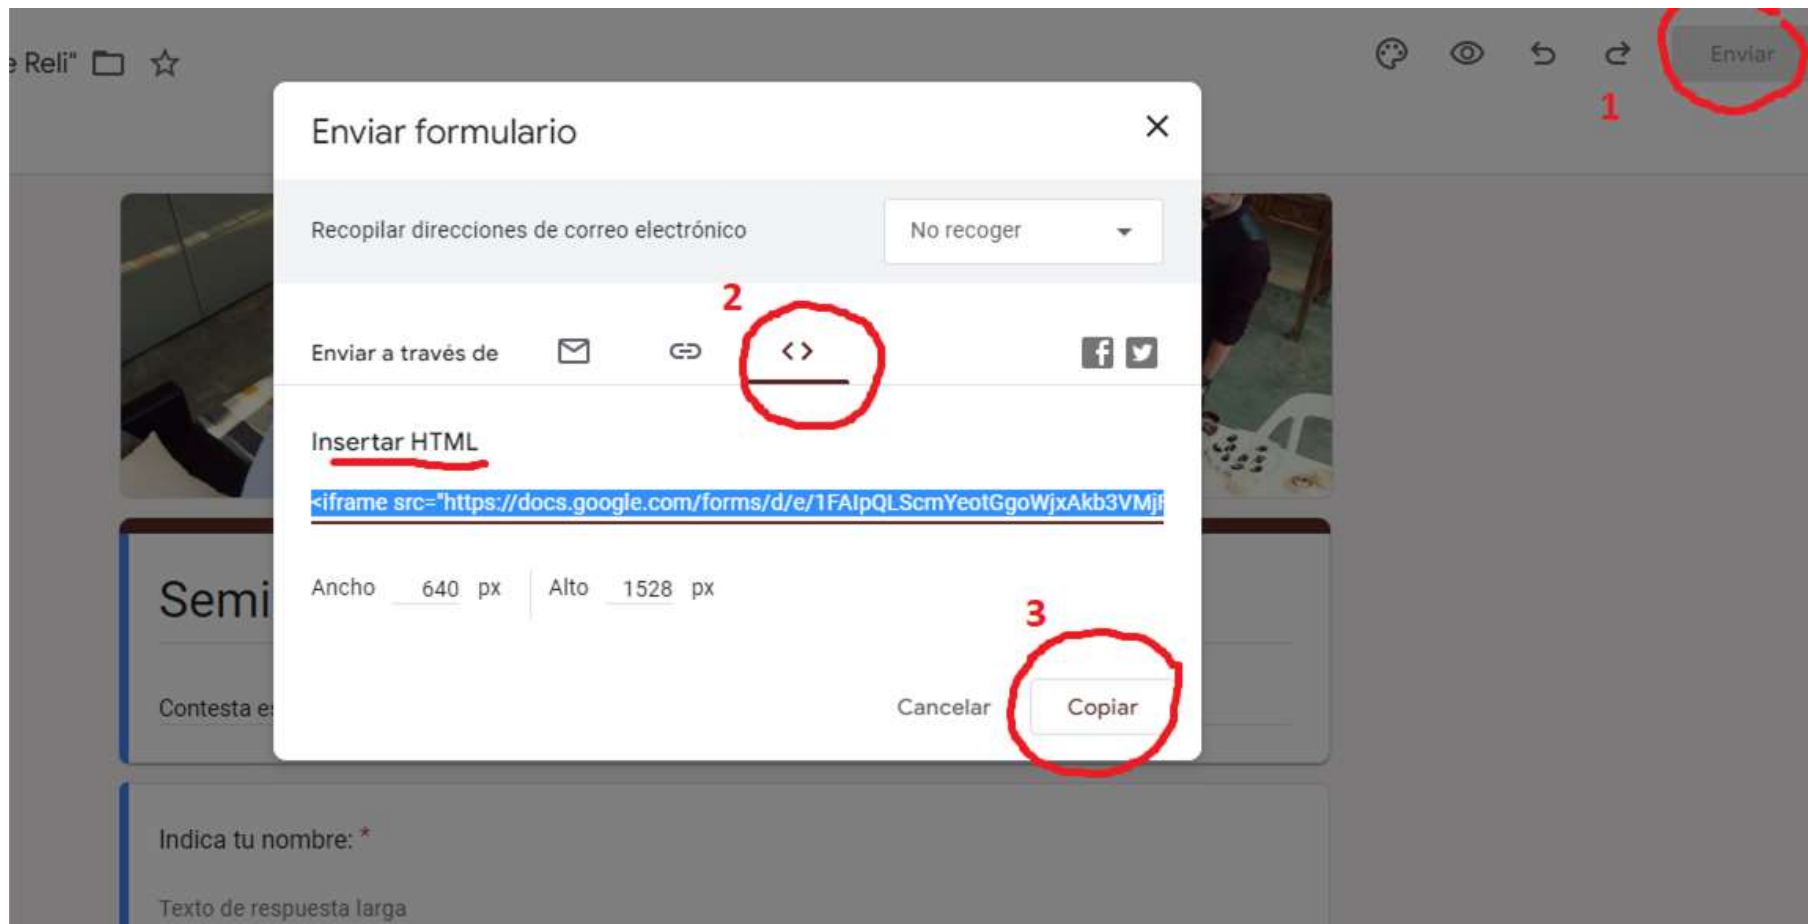 e Reli"
Enviar
1
Enviar formulario
Recopilar direcciones de correo electrónico
No recoger
2
Enviar a través de
< >
Insertar HTML
<iframe src="https://docs.google.com/forms/d/e/1FAIpQLScmYeotGgoWjxAkb3VMjF
Ancho 640 px Alto 1528 px
3
Cancelar
Copiar
Semi
Contesta es
Indica tu nombre: *
Texto de respuesta larga